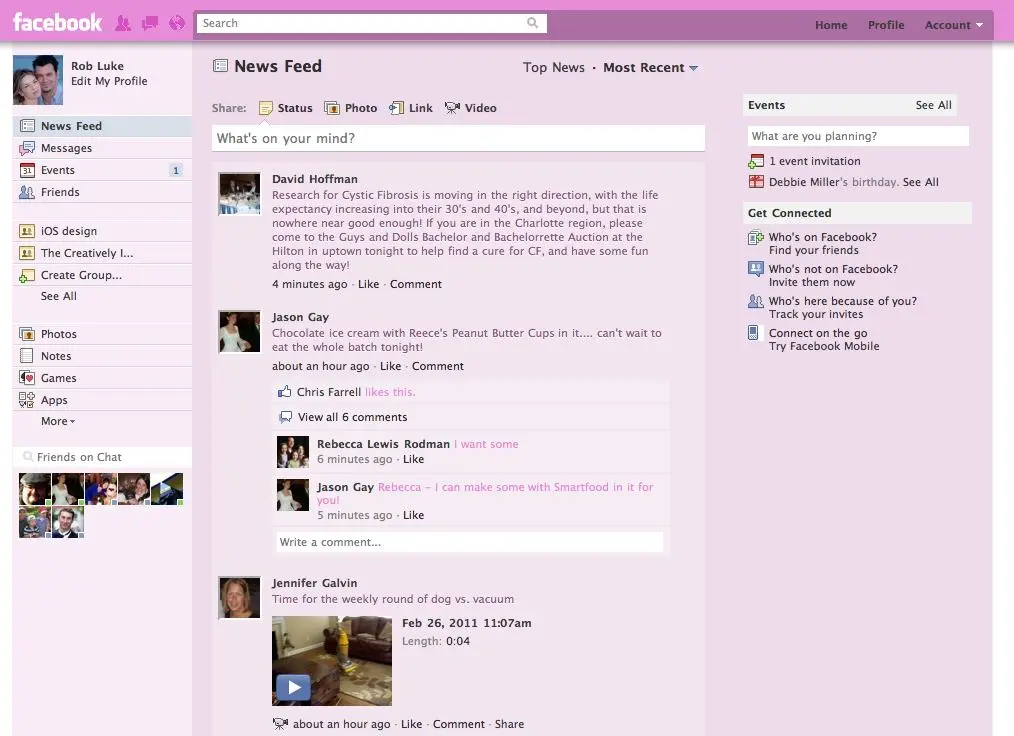 facebook
Search
Home Profile Account
Rob Luke
Edit My Profile
News Feed
Messages
31 Events 1
Friends
iOS design
The Creatively I...
Create Group...
See All
Photos
Notes
Games
Apps
More
Friends on Chat
News Feed
Top News · Most Recent
Share: Status Photo Link Video
What's on your mind?
David Hoffman
Research for Cystic Fibrosis is moving in the right direction, with the life
expectancy increasing into their 30's and 40's, and beyond, but that is
nowhere near good enough! If you are in the Charlotte region, please
come to the Guys and Dolls Bachelor and Bachelorrette Auction at the
Hilton in uptown tonight to help find a cure for CF, and have some fun
along the way!
4 minutes ago · Like · Comment
Jason Gay
Chocolate ice cream with Reece's Peanut Butter Cups in it.... can't wait to
eat the whole batch tonight!
about an hour ago · Like · Comment
Chris Farrell likes this.
View all 6 comments
Rebecca Lewis Rodman I want some
6 minutes ago · Like
Jason Gay Rebecca - I can make some with Smartfood in it for
you!
5 minutes ago · Like
Write a comment...
Jennifer Galvin
Time for the weekly round of dog vs. vacuum
Feb 26, 2011 11:07am
Length: 0:04
about an hour ago · Like · Comment · Share
Events See All
What are you planning?
1 event invitation
Debbie Miller's birthday. See All
Get Connected
Who's on Facebook?
Find your friends
Who's not on Facebook?
Invite them now
Who's here because of you?
Track your invites
Connect on the go
Try Facebook Mobile